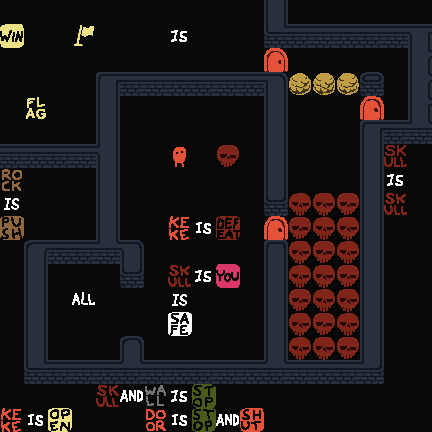 WIN IS
FLAG
SKULL
ROCK IS
IS SKULL
PUSH KEKE IS DEFEAT
SKULL IS YOU
ALL IS
SAFE
SKULL AND WALL IS STOP
KEKE IS OPEN DOOR IS STOP AND SHUT